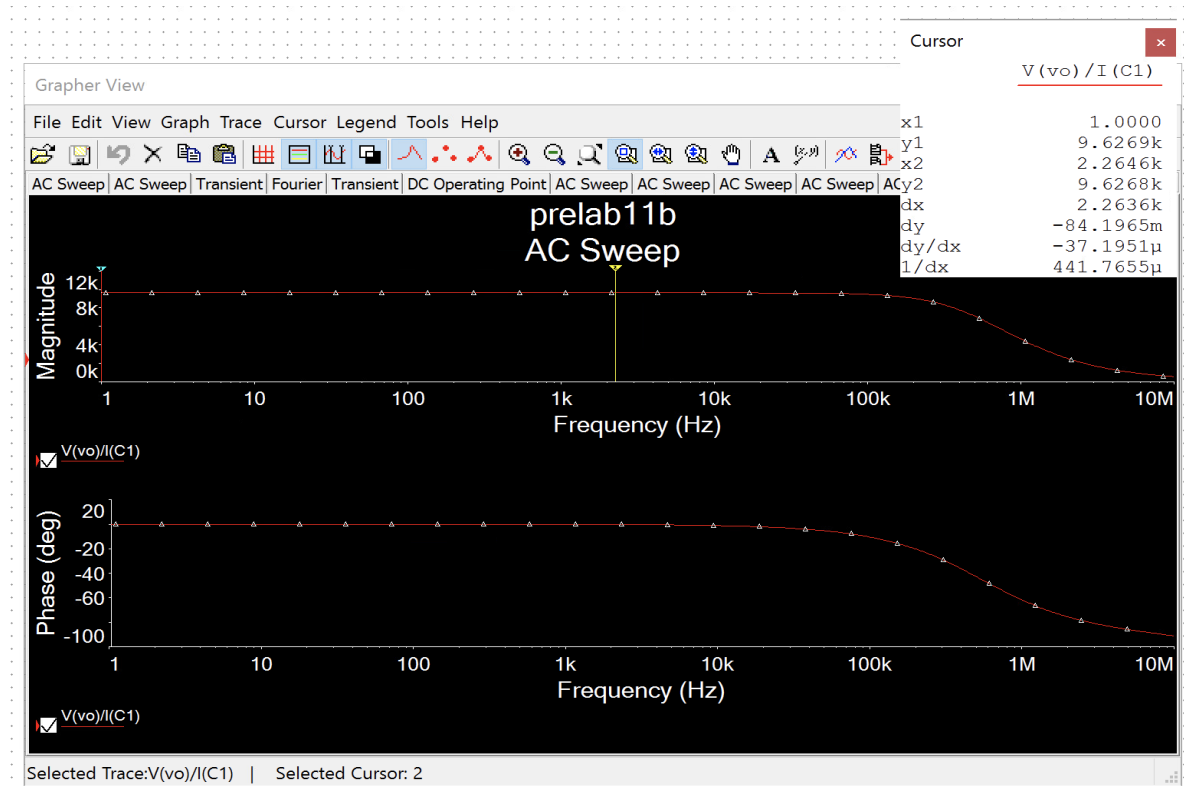 Cursor
V(vo)/I(C1)
x1 1.0000
y1 9.6269k
x2 2.2646k
y2 9.6268k
dx 2.2636k
dy -84.1965m
dy/dx -37.1951µ
1/dx 441.7655µ
Grapher View
File Edit View Graph Trace Cursor Legend Tools Help
AC Sweep AC Sweep Transient Fourier Transient DC Operating Point AC Sweep AC Sweep AC Sweep AC Sweep
prelab11b
AC Sweep
Magnitude
12k
8k
4k
0k
1 10 100 1k 10k 100k 1M 10M
Frequency (Hz)
V(vo)/I(C1)
Phase (deg)
20
-20
-40
-60
-100
1 10 100 1k 10k 100k 1M 10M
Frequency (Hz)
V(vo)/I(C1)
Selected Trace:V(vo)/I(C1) | Selected Cursor: 2